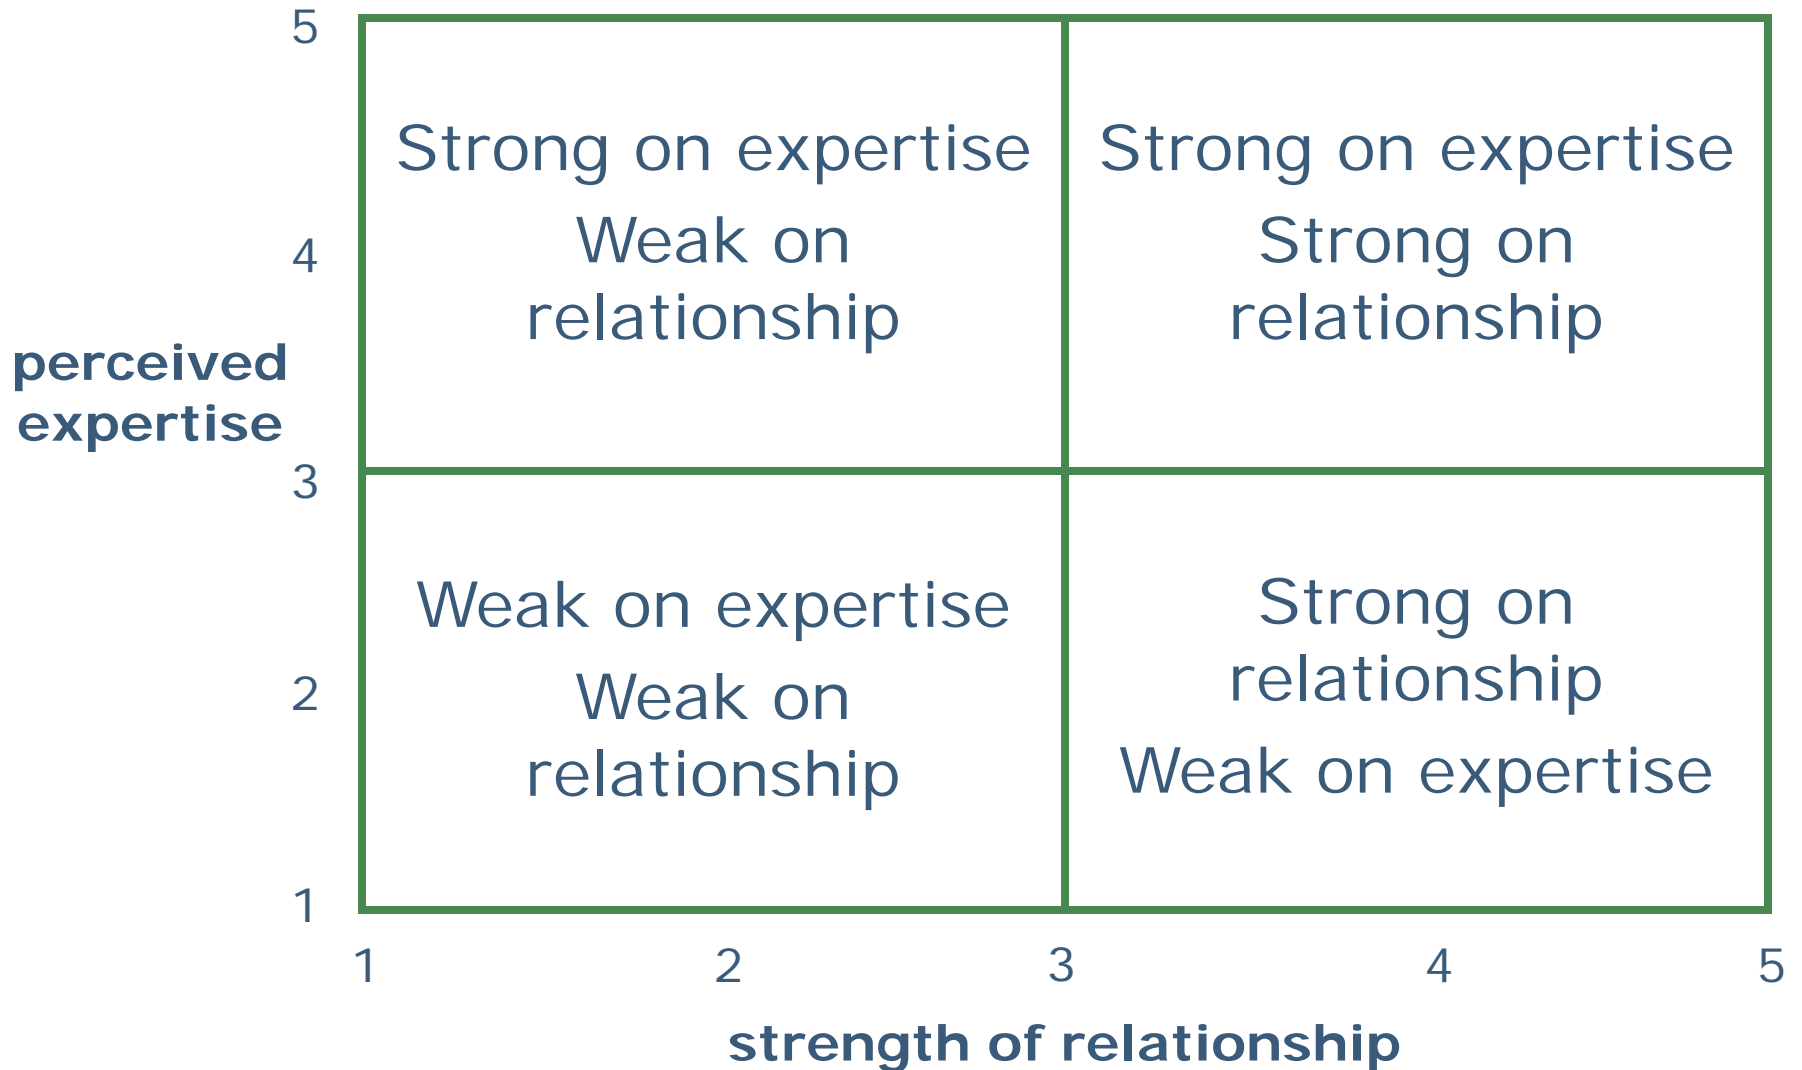 5
Strong on expertise
Weak on
relationship
Strong on expertise
Strong on
relationship
4
perceived
expertise
3
Weak on expertise
Weak on
relationship
Strong on
relationship
Weak on expertise
2
1
1 2 3 4 5
strength of relationship